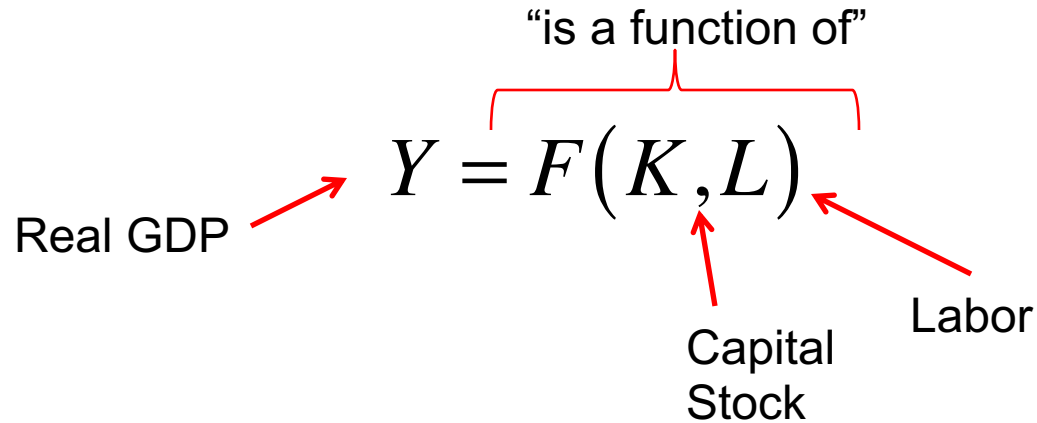 “is a function of”
Y = F(K,L)
Real GDP
Labor
Capital
Stock